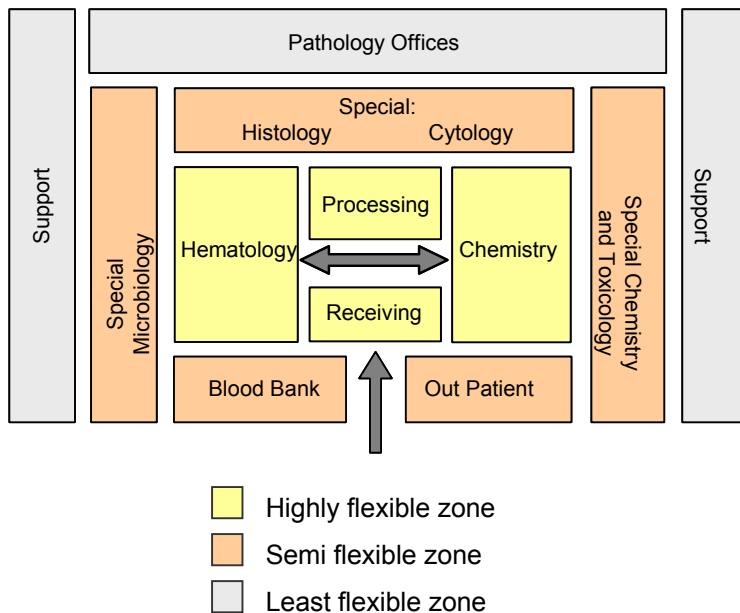 Pathology Offices
Support
Special
Microbiology
Special:
Histology Cytology
Hematology
Processing
Receiving
Chemistry
Special Chemistry
and Toxicology
Support
Blood Bank
Out Patient
Highly flexible zone
Semi flexible zone
Least flexible zone